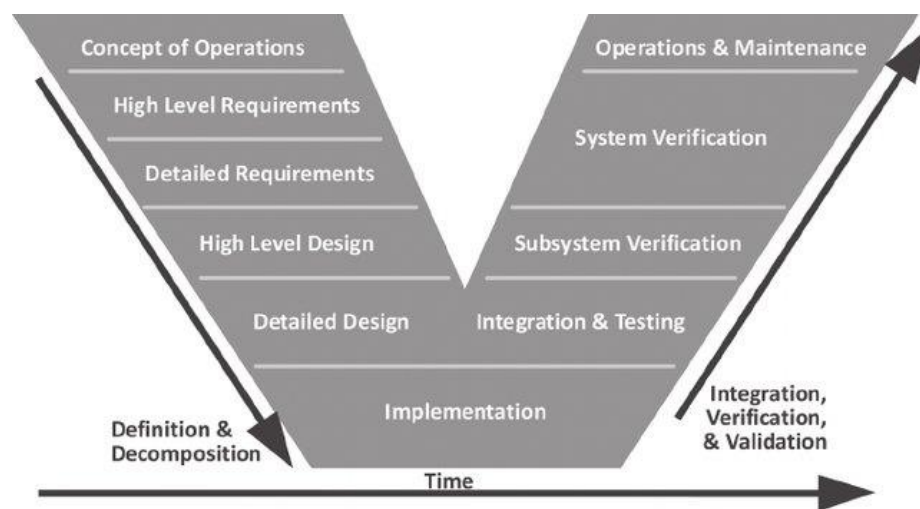 Concept of Operations
High Level Requirements
Detailed Requirements
High Level Design
Detailed Design
Implementation
Operations & Maintenance
System Verification
Subsystem Verification
Integration & Testing
Definition &
Decomposition
Integration,
Verification,
& Validation
Time